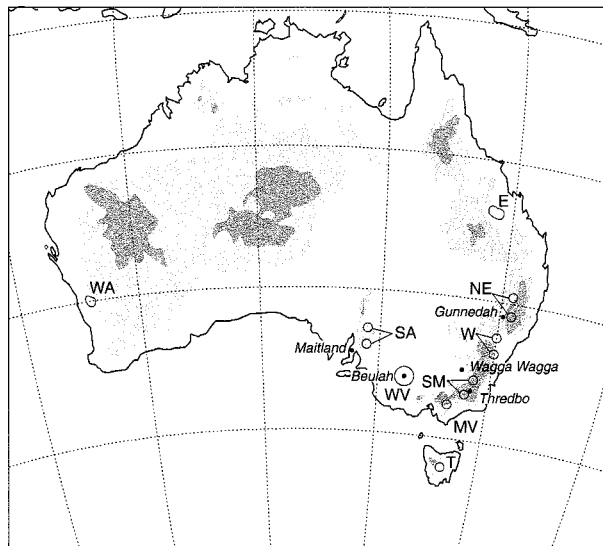 E
WA
NE
Gunnedah
SA
W
Maitland
Wagga Wagga
Beulah
SM
WV
Thredbo
MV
T